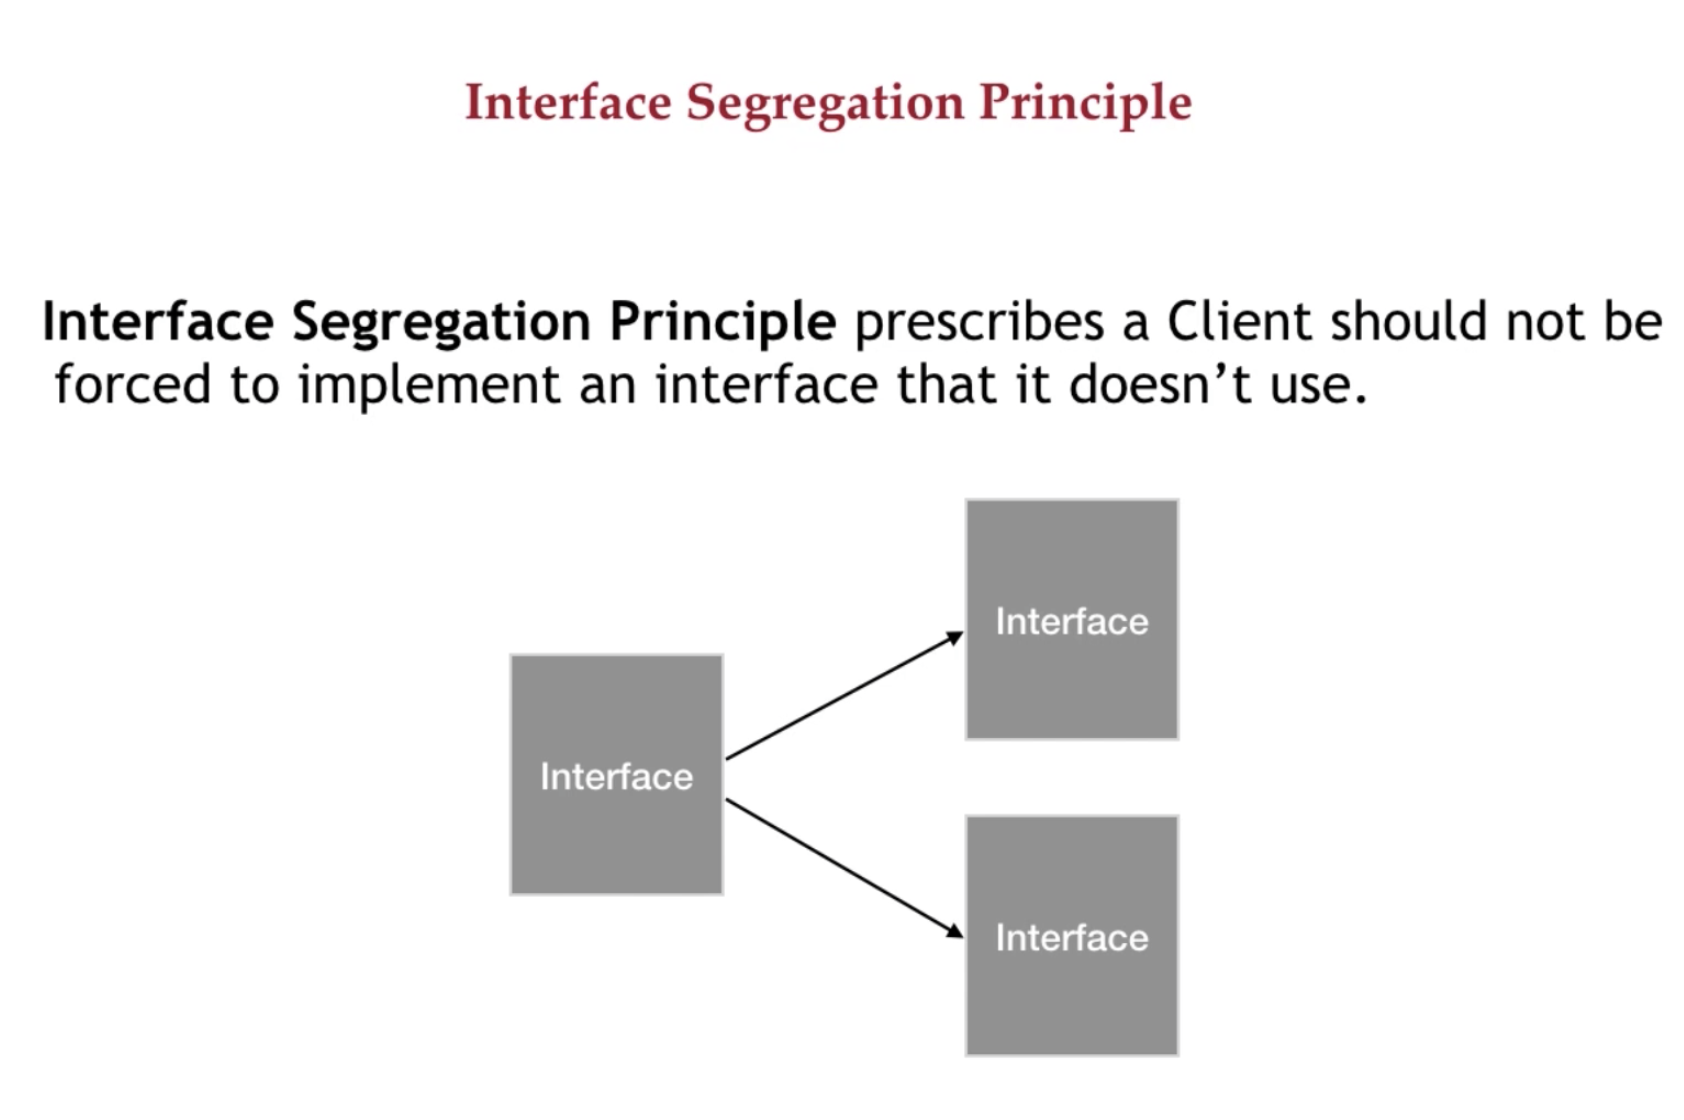 Interface Segregation Principle
Interface Segregation Principle prescribes a Client should not be
forced to implement an interface that it doesn’t use.
Interface
Interface
Interface